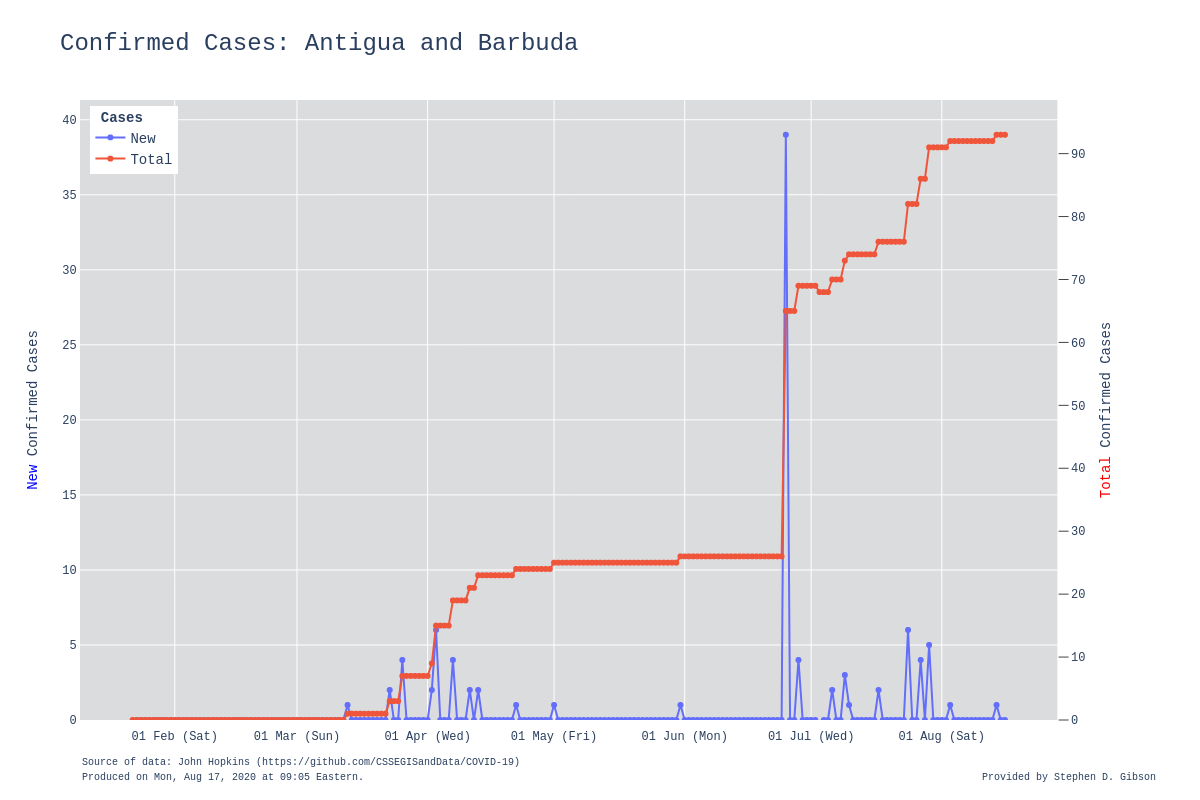 Confirmed Cases: Antigua and Barbuda
Cases
New
Total
40
35
30
25
20
15
10
5
0
New Confirmed Cases
90
80
70
60
50
40
30
20
10
0
Total Confirmed Cases
01 Feb (Sat)
01 Mar (Sun)
01 Apr (Wed)
01 May (Fri)
01 Jun (Mon)
01 Jul (Wed)
01 Aug (Sat)
Source of data: John Hopkins (https://github.com/CSSEGISandData/COVID-19)
Produced on Mon, Aug 17, 2020 at 09:05 Eastern.
Provided by Stephen D. Gibson